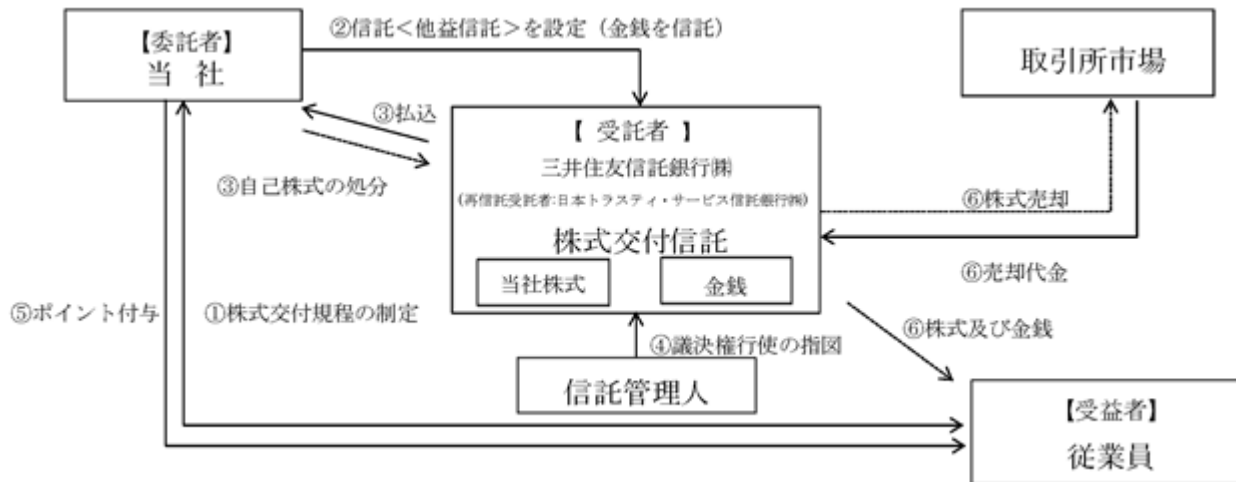 【委託者】
当 社
②信託＜他益信託＞を設定（金銭を信託）
取引所市場
③払込
③自己株式の処分
【 受託者 】
三井住友信託銀行㈱
(再信託受託者:日本トラスティ・サービス信託銀行㈱)
株式交付信託
当社株式
金銭
⑥株式売却
⑥売却代金
⑤ポイント付与
①株式交付規程の制定
④議決権行使の指図
⑥株式及び金銭
信託管理人
【受益者】
従業員